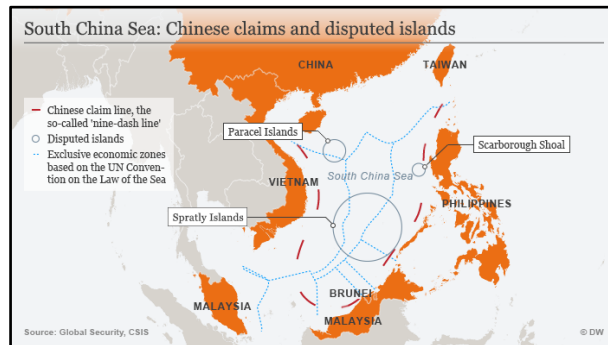 South China Sea: Chinese claims and disputed islands
CHINA
TAIWAN
Chinese claim line, the
so-called 'nine-dash line'
Disputed islands
Exclusive economic zones
based on the UN Conven-
tion on the Law of the Sea
Paracel Islands
Scarborough Shoal
South China Sea
VIETNAM
PHILIPPINES
Spratly Islands
BRUNEI
MALAYSIA
MALAYSIA
Source: Global Security, CSIS
© DW